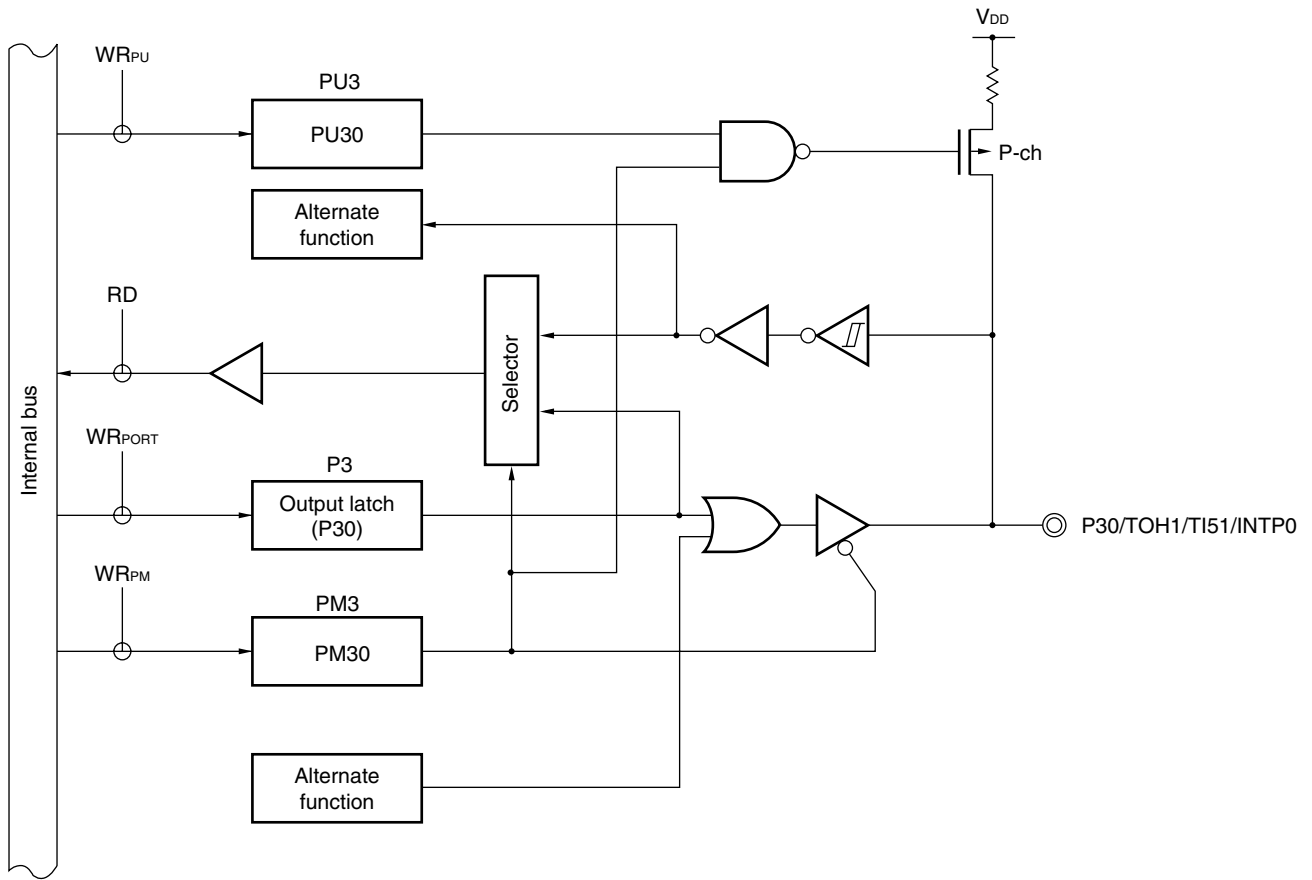 VDD
WRPU
PU3
PU30
P-ch
Alternate
function
RD
Selector
Internal bus
WRPORT
P3
Output latch
(P30)
P30/TOH1/TI51/INTP0
WRPM
PM3
PM30
Alternate
function